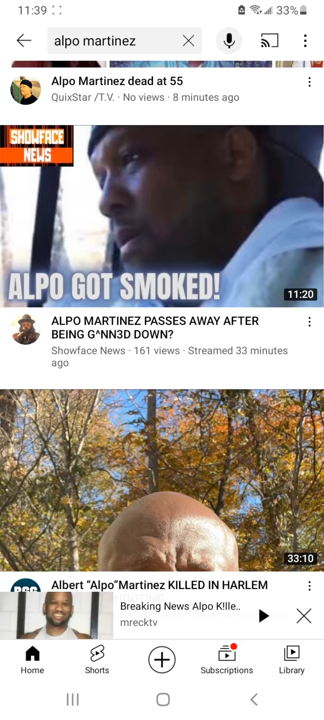 11:39
33%
alpo martinez
Alpo Martinez dead at 55
QuixStar /T.V. · No views · 8 minutes ago
SHOWFACE
NEWS
ALPO GOT SMOKED!
11:20
ALPO MARTINEZ PASSES AWAY AFTER
BEING G^NN3D DOWN?
Showface News · 161 views · Streamed 33 minutes
ago
33:10
Albert “Alpo”Martinez KILLED IN HARLEM
Breaking News Alpo K!lle..
mrecktv
Home
Shorts
Subscriptions
Library